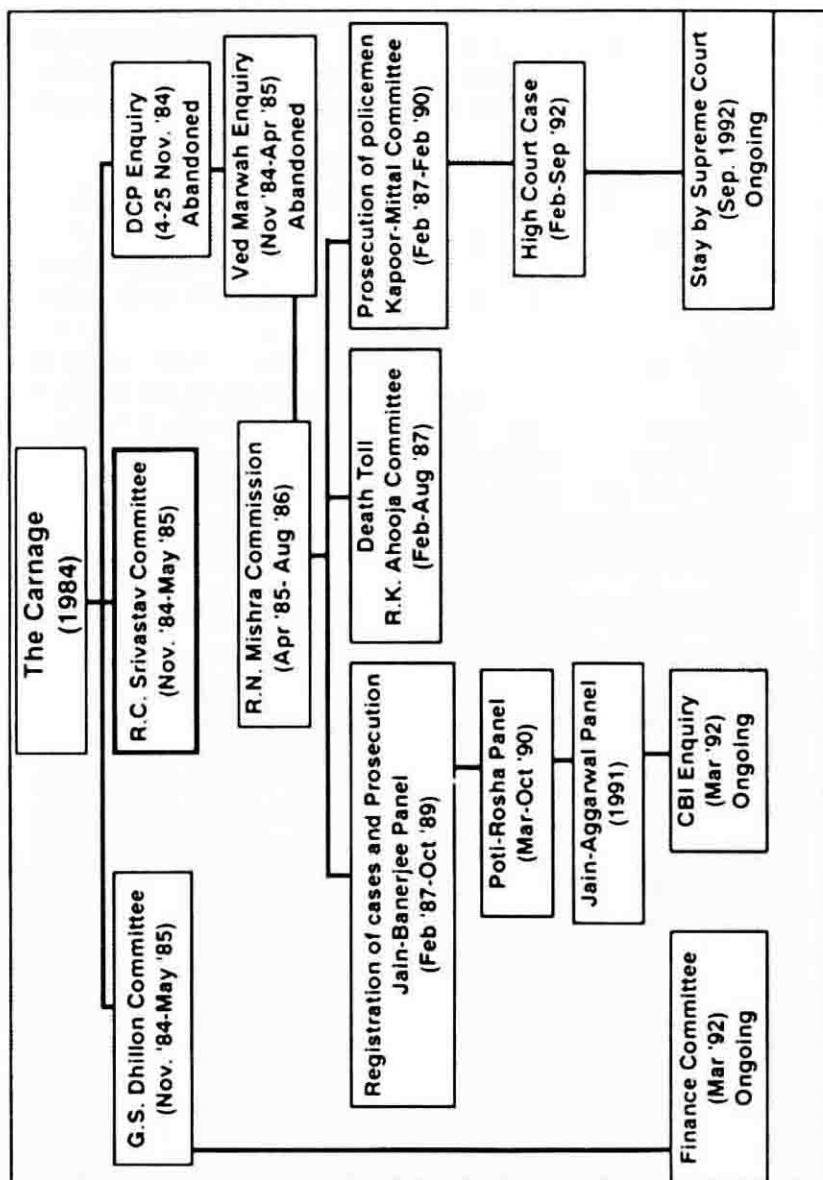 The Carnage
(1984)
G.S. Dhillon Committee
(Nov. '84-May '85)
R.C. Srivastav Committee
(Nov. '84-May '85)
DCP Enquiry
(4-25 Nov. '84)
Abandoned
Ved Marwah Enquiry
(Nov '84-Apr '85)
Abandoned
R.N. Mishra Commission
(Apr '85- Aug '86)
Registration of cases and Prosecution
Jain-Banerjee Panel
(Feb '87-Oct '89)
Death Toll
R.K. Ahooja Committee
(Feb-Aug '87)
Prosecution of policemen
Kapoor-Mittal Committee
(Feb '87-Feb '90)
Poti-Rosha Panel
(Mar-Oct '90)
High Court Case
(Feb-Sep '92)
Jain-Aggarwal Panel
(1991)
Finance Committee
(Mar '92)
Ongoing
CBI Enquiry
(Mar '92)
Ongoing
Stay by Supreme Court
(Sep. 1992)
Ongoing